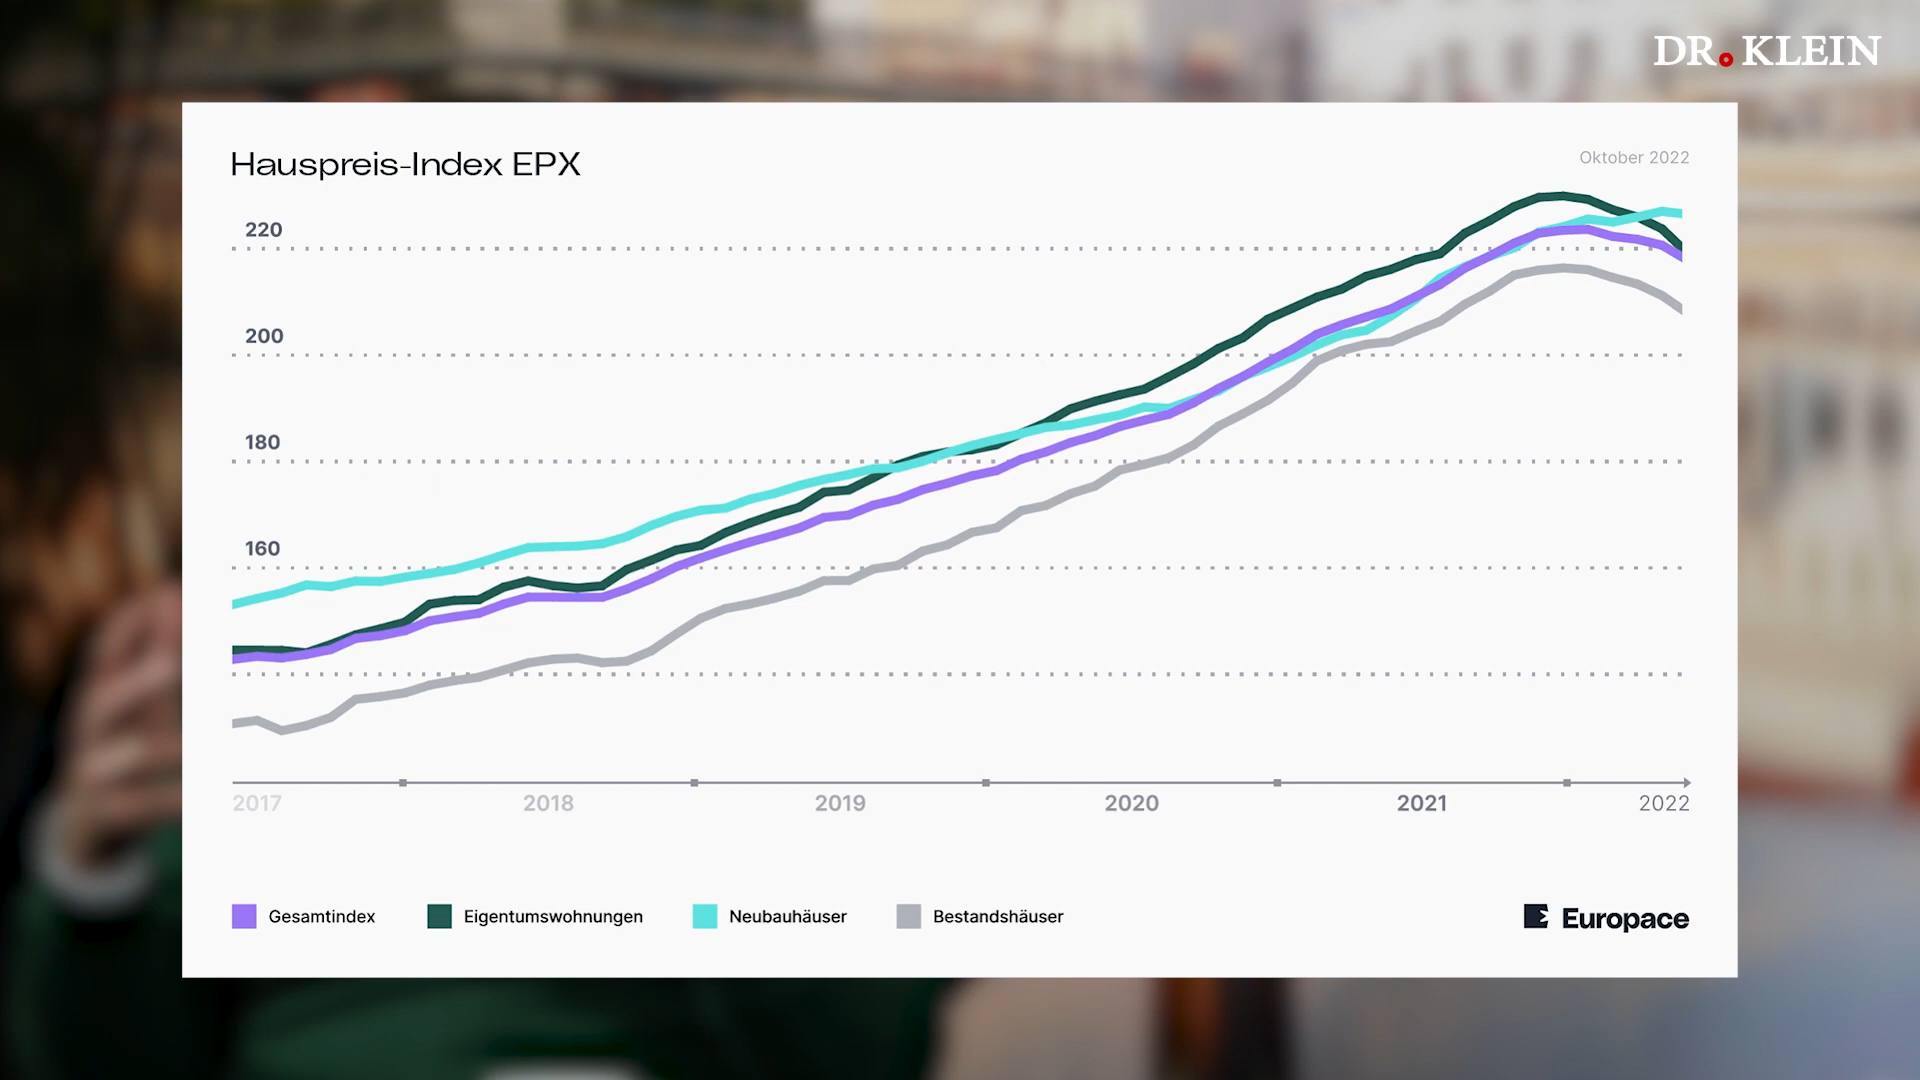 DR. KLEIN
Hauspreis-Index EPX
Oktober 2022
220
200
180
160
2017 2018 2019 2020 2021 2022
Gesamtindex Eigentumswohnungen Neubauhäuser Bestandshäuser
Europace